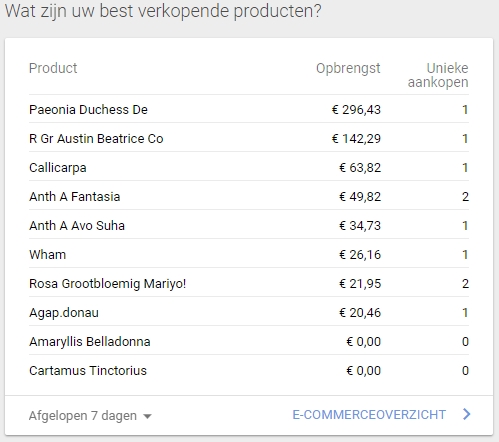 Wat zijn uw best verkopende producten?
Product Opbrengst Unieke
aankopen
Paeonia Duchess De € 296,43 1
R Gr Austin Beatrice Co € 142,29 1
Callicarpa € 63,82 1
Anth A Fantasia € 49,82 2
Anth A Avo Suha € 34,73 1
Wham € 26,16 1
Rosa Grootbloemig Mariyo! € 21,95 2
Agap.donau € 20,46 1
Amaryllis Belladonna € 0,00 0
Cartamus Tinctorius € 0,00 0
Afgelopen 7 dagen E-COMMERCEOVERZICHT